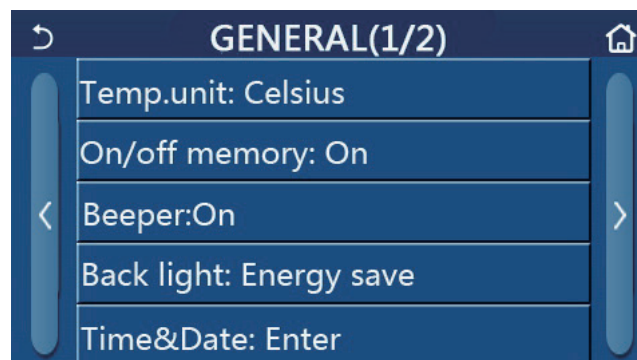 GENERAL(1/2)
Temp.unit: Celsius
On/off memory: On
Beeper:On
Back light: Energy save
Time&Date: Enter